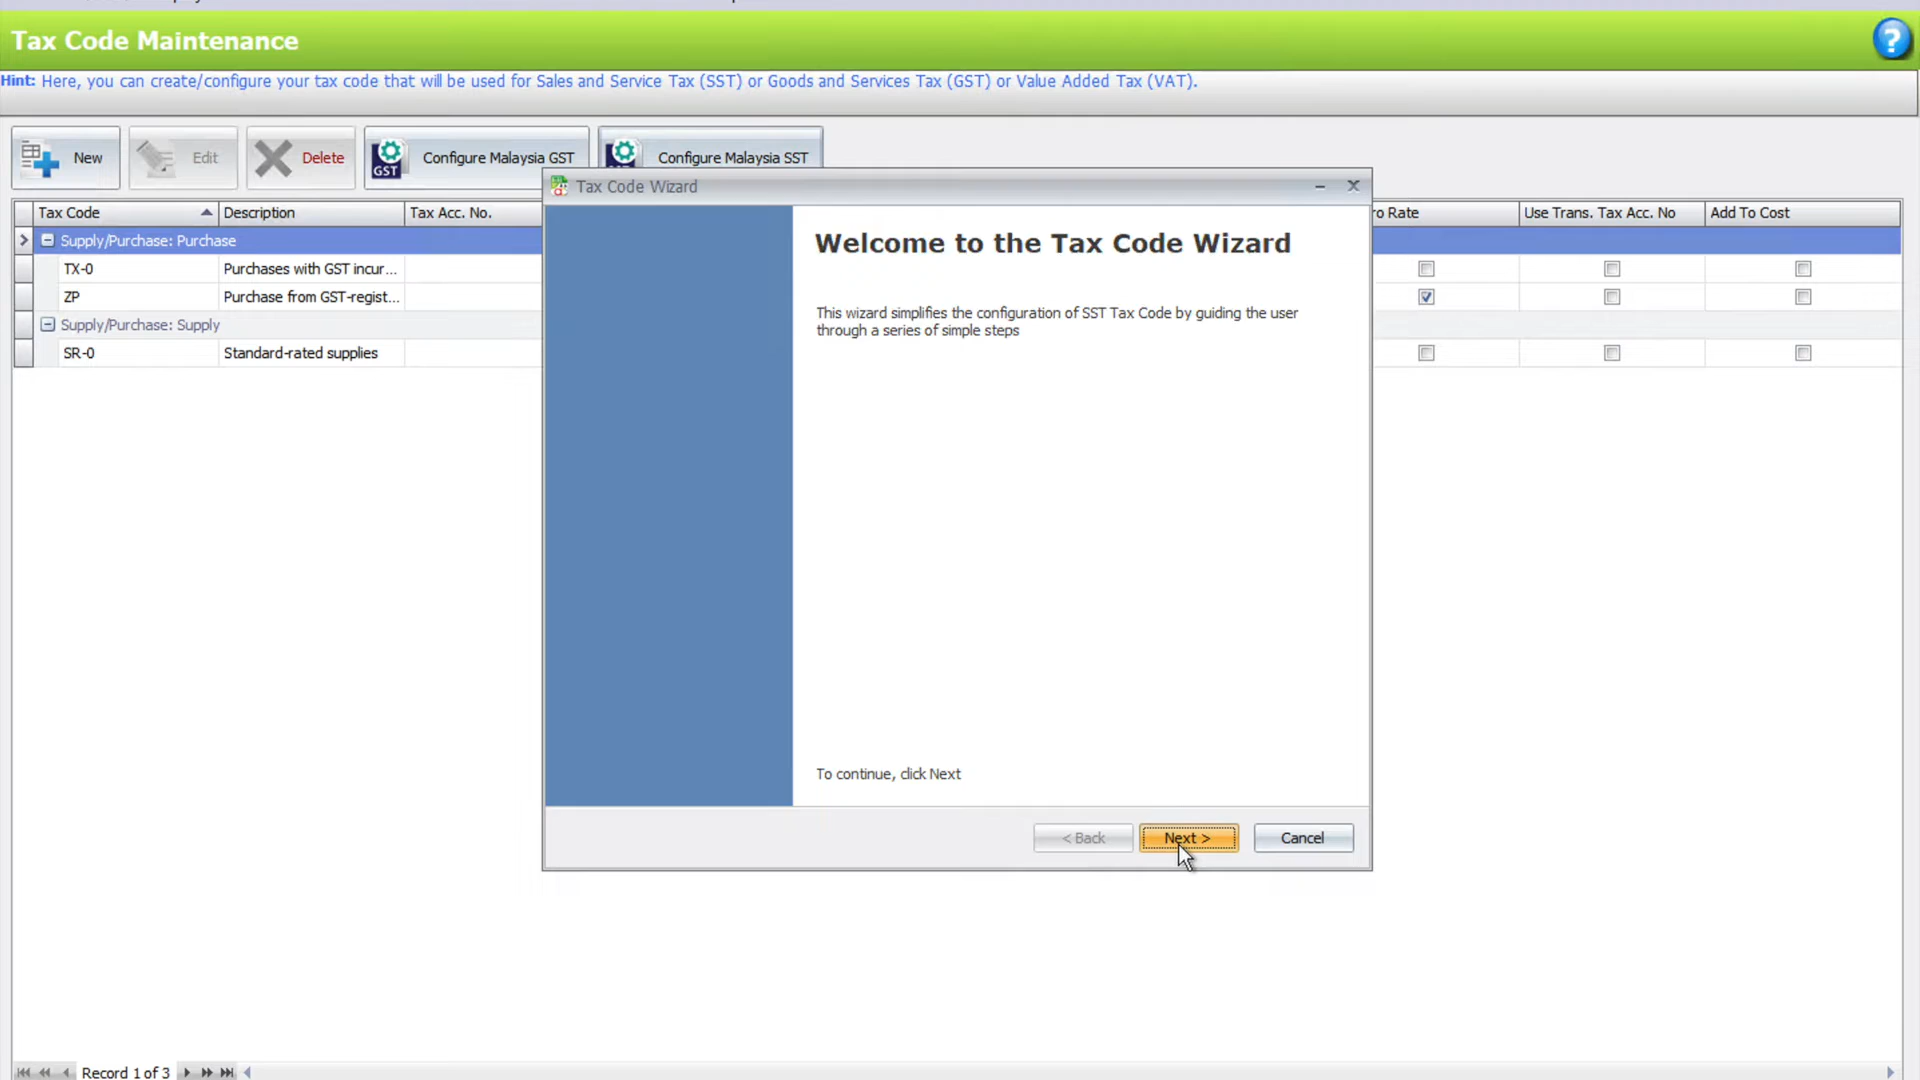 Tax Code Maintenance
Hint: Here, you can create/configure your tax code that will be used for Sales and Service Tax (SST) or Goods and Services Tax (GST) or Value Added Tax (VAT).
New Edit Delete GST Configure Malaysia GST Configure Malaysia SST
Tax Code Wizard
Tax Code Description Tax Acc. No. ro Rate Use Trans. Tax Acc. No Add To Cost
Supply/Purchase: Purchase
TX-0 Purchases with GST incur...
ZP Purchase from GST-regist...
Supply/Purchase: Supply
SR-0 Standard-rated supplies
Welcome to the Tax Code Wizard
This wizard simplifies the configuration of SST Tax Code by guiding the user
through a series of simple steps
To continue, click Next
< Back Next > Cancel
Record 1 of 3